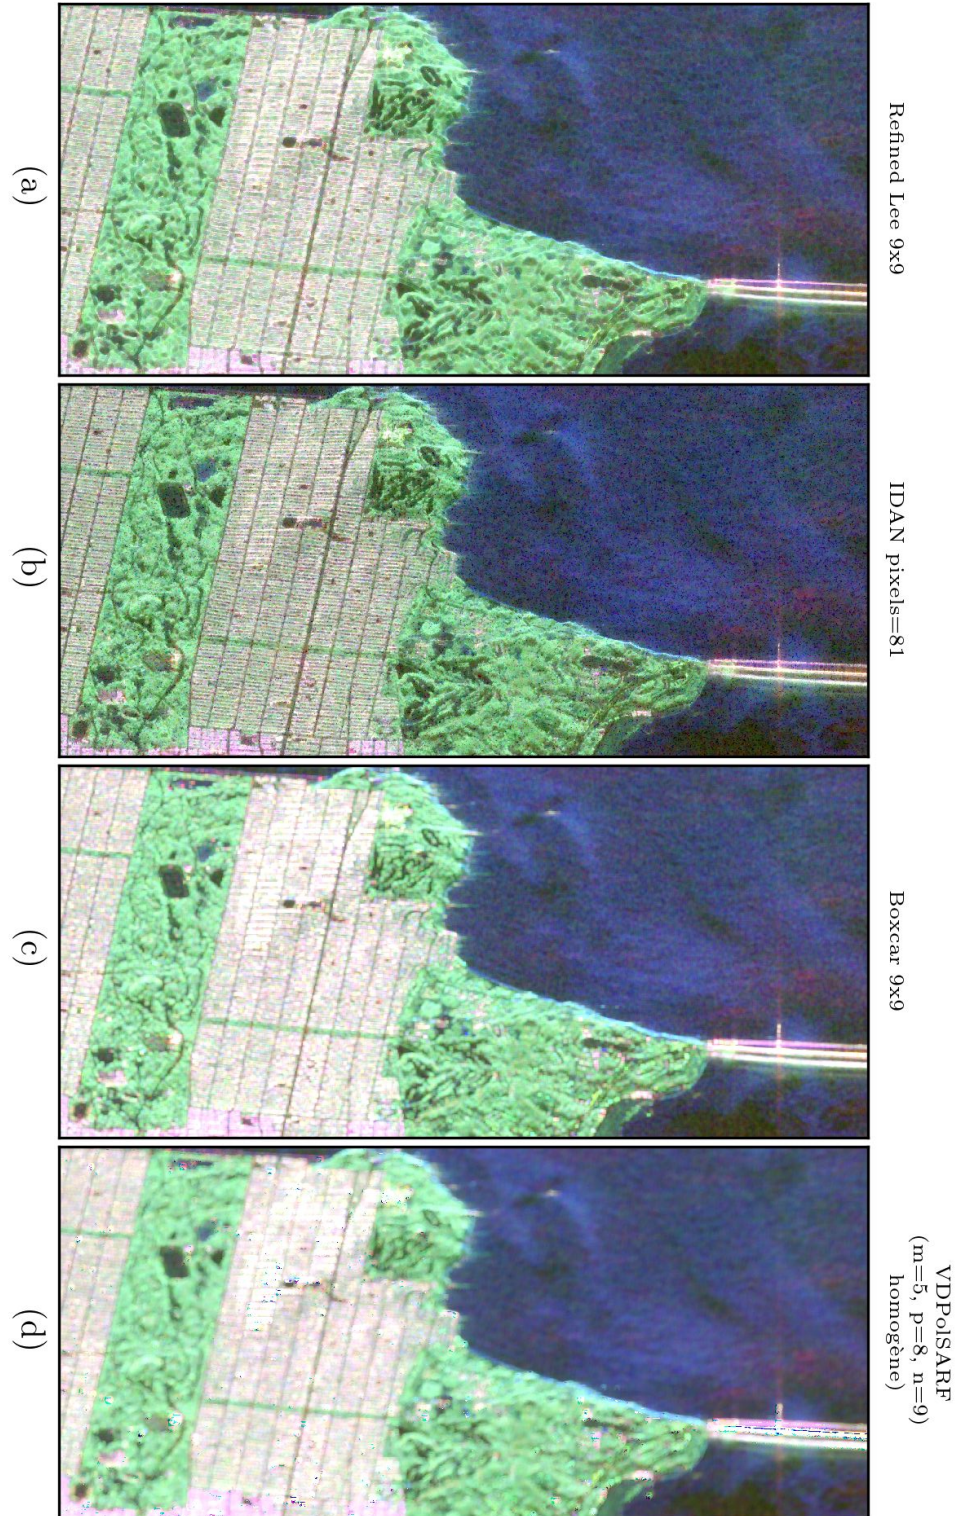 Refined Lee 9x9
(a)
IDAN pixels=81
(b)
Boxcar 9x9
(c)
VDPolSARF
(m=5, p=8, n=9)
homogène)
(d)